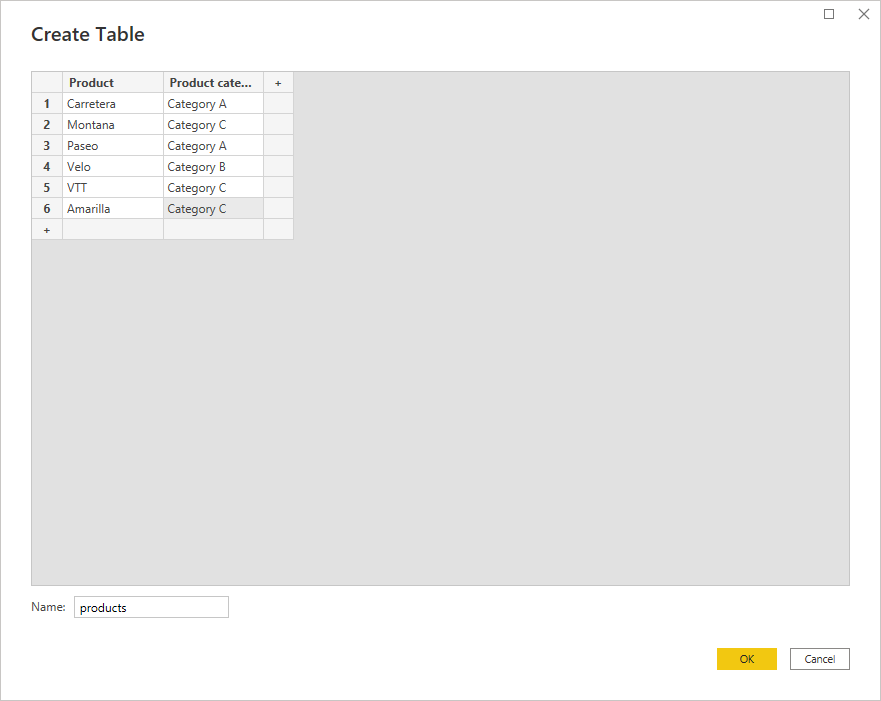 Create Table
Product Product cate... +
1 Carretera Category A
2 Montana Category C
3 Paseo Category A
4 Velo Category B
5 VTT Category C
6 Amarilla Category C
+
Name: products
OK Cancel